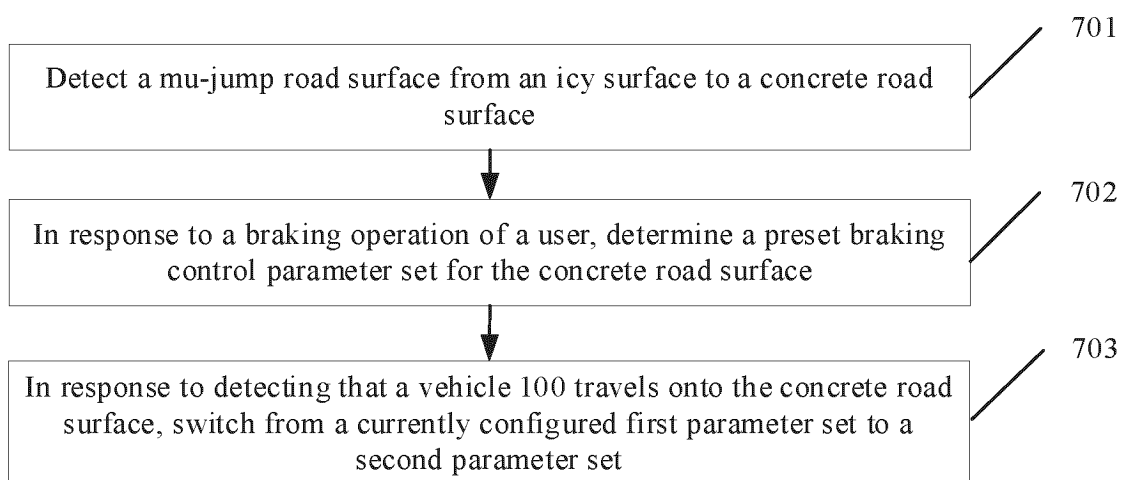 701
Detect a mu-jump road surface from an icy surface to a concrete road
surface
702
In response to a braking operation of a user, determine a preset braking
control parameter set for the concrete road surface
703
In response to detecting that a vehicle 100 travels onto the concrete road
surface, switch from a currently configured first parameter set to a
second parameter set